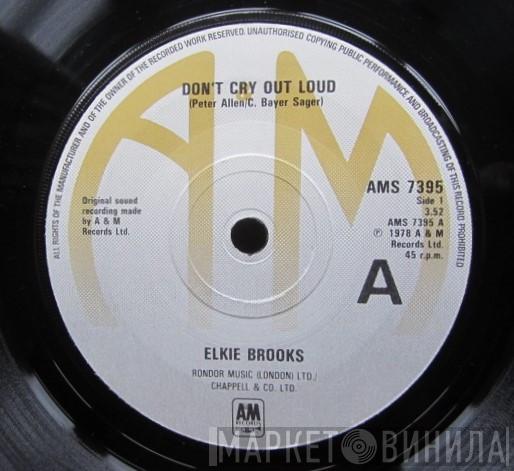 ALL RIGHTS OF THE MANUFACTURER AND OF THE OWNER OF THE RECORDED WORK RESERVED. UNAUTHORISED COPYING PUBLIC PERFORMANCE AND BROADCASTING OF THIS RECORD PROHIBITED
DON'T CRY OUT LOUD
(Peter Allen/C. Bayer Sager)
Original sound
recording made
by A & M
Records Ltd.
AMS 7395
Side 1
3.52
AMS 7395 A
℗ 1978 A & M
Records Ltd.
45 r.p.m.
A
ELKIE BROOKS
RONDOR MUSIC (LONDON) LTD./
CHAPPELL & CO. LTD.
AM
RECORDS
МАРКЕТ ВИНИЛА